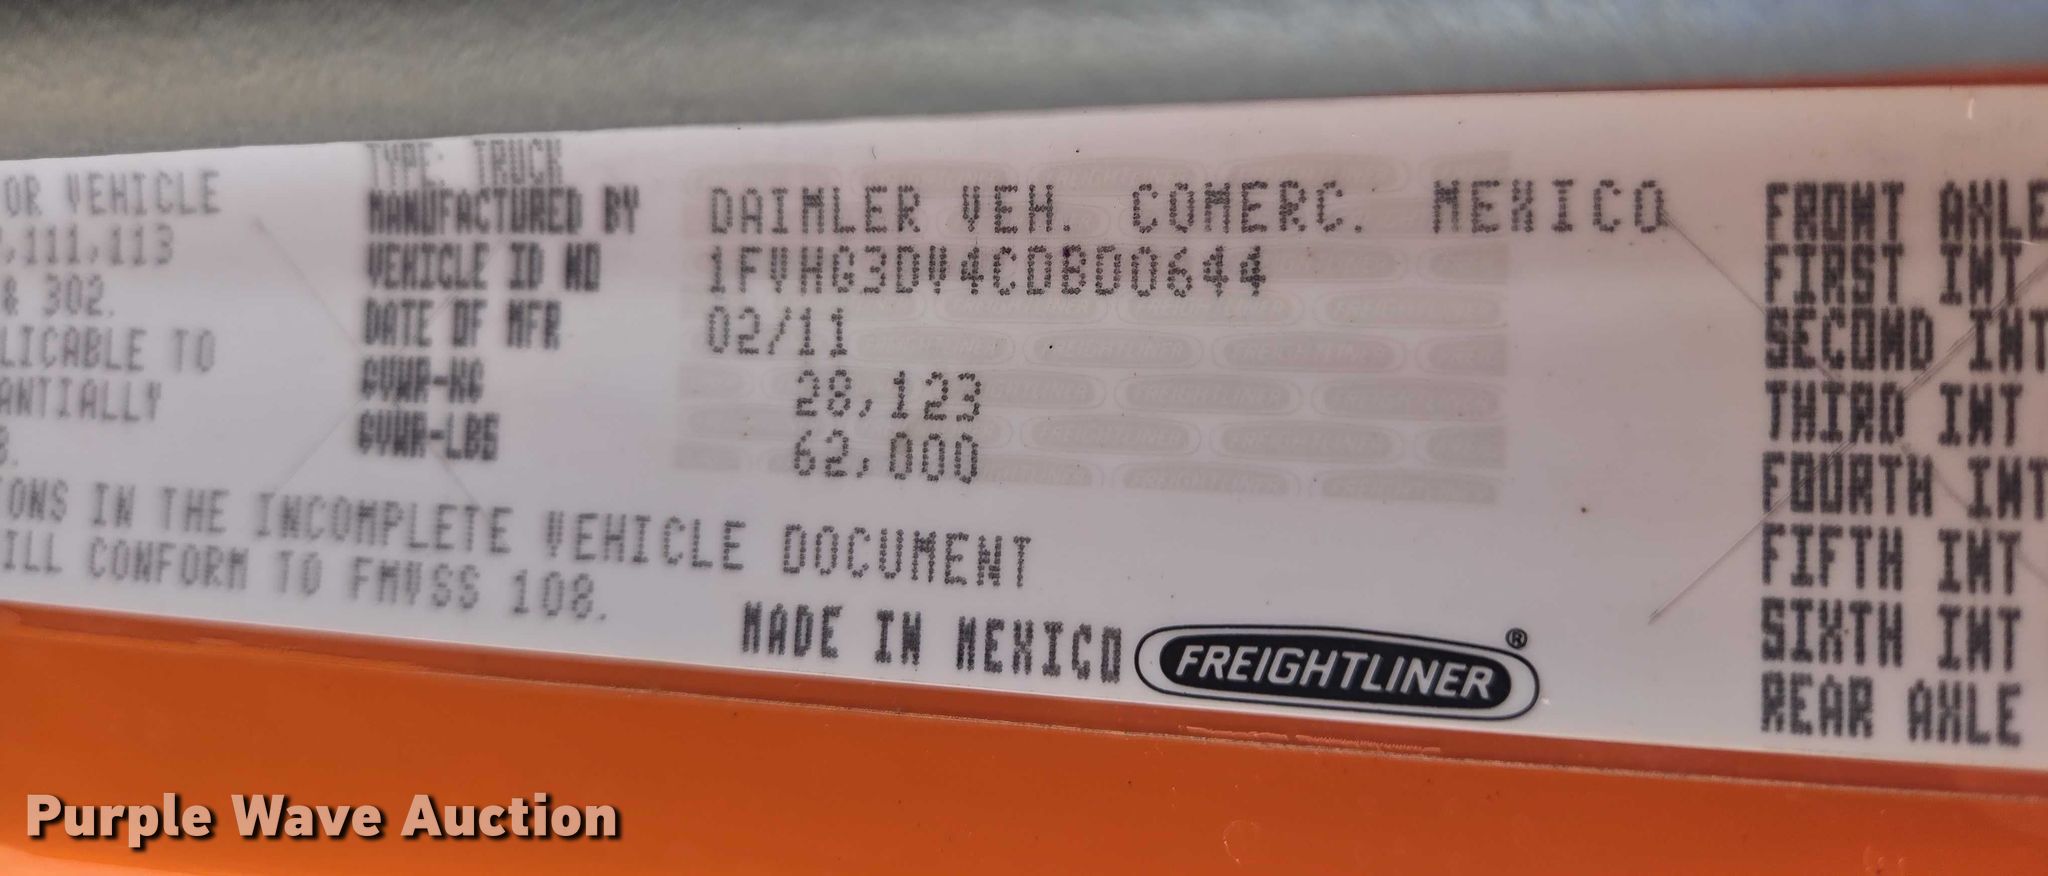 TYPE: TRUCK
OR VEHICLE
MANUFACTURED BY DAIMLER VEH. COMERC. MEXICO
,111,113
VEHICLE ID NO 1FVHG3DV4CDBD0644
& 302.
DATE OF MFR 02/11
LICABLE TO
GVWR-KG 28,123
ANTIALLY
GVWR-LBS 62,000
ONS IN THE INCOMPLETE VEHICLE DOCUMENT
ILL CONFORM TO FMVSS 108.
MADE IN MEXICO FREIGHTLINER®
FRONT AXLE
FIRST INT
SECOND INT
THIRD INT
FOURTH INT
FIFTH INT
SIXTH INT
REAR AXLE
Purple Wave Auction